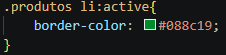 .produtos li:active{
    border-color: #088c19;
}